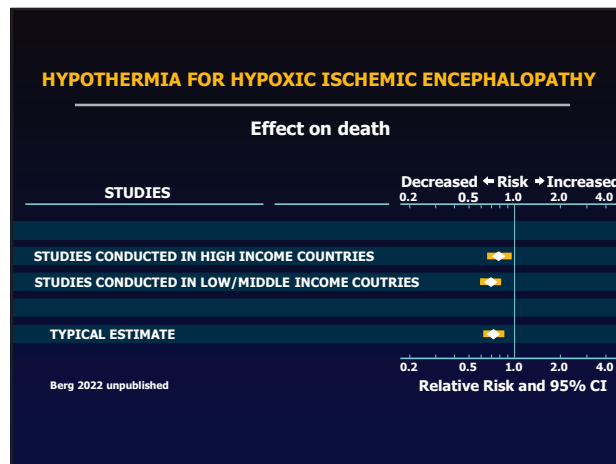 HYPOTHERMIA FOR HYPOXIC ISCHEMIC ENCEPHALOPATHY
Effect on death
STUDIES
Decreased Risk Increased
0.2 0.5 1.0 2.0 4.0
STUDIES CONDUCTED IN HIGH INCOME COUNTRIES
STUDIES CONDUCTED IN LOW/MIDDLE INCOME COUTRIES
TYPICAL ESTIMATE
0.2 0.5 1.0 2.0 4.0
Berg 2022 unpublished
Relative Risk and 95% CI